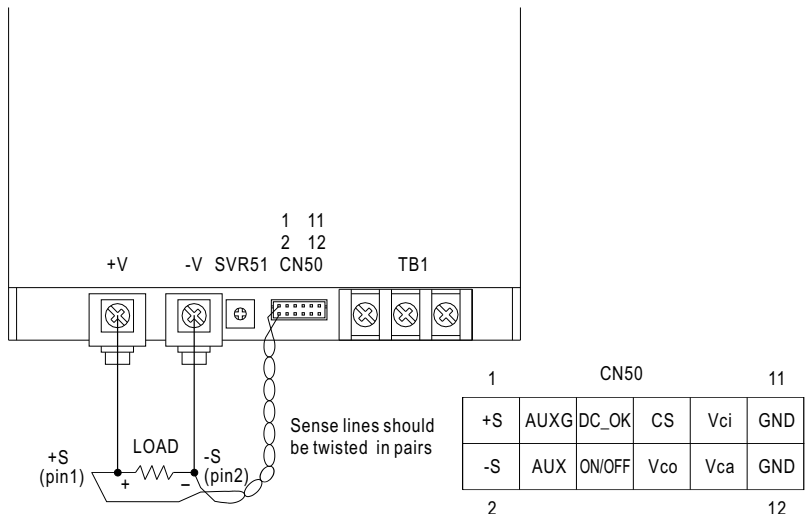 1 11
2 12
+V -V SVR51 CN50 TB1
+S
(pin1)
LOAD
+ −
-S
(pin2)
Sense lines should
be twisted in pairs
1 CN50 11
+S AUXG DC_OK CS Vci GND
-S AUX ON/OFF Vco Vca GND
2 12